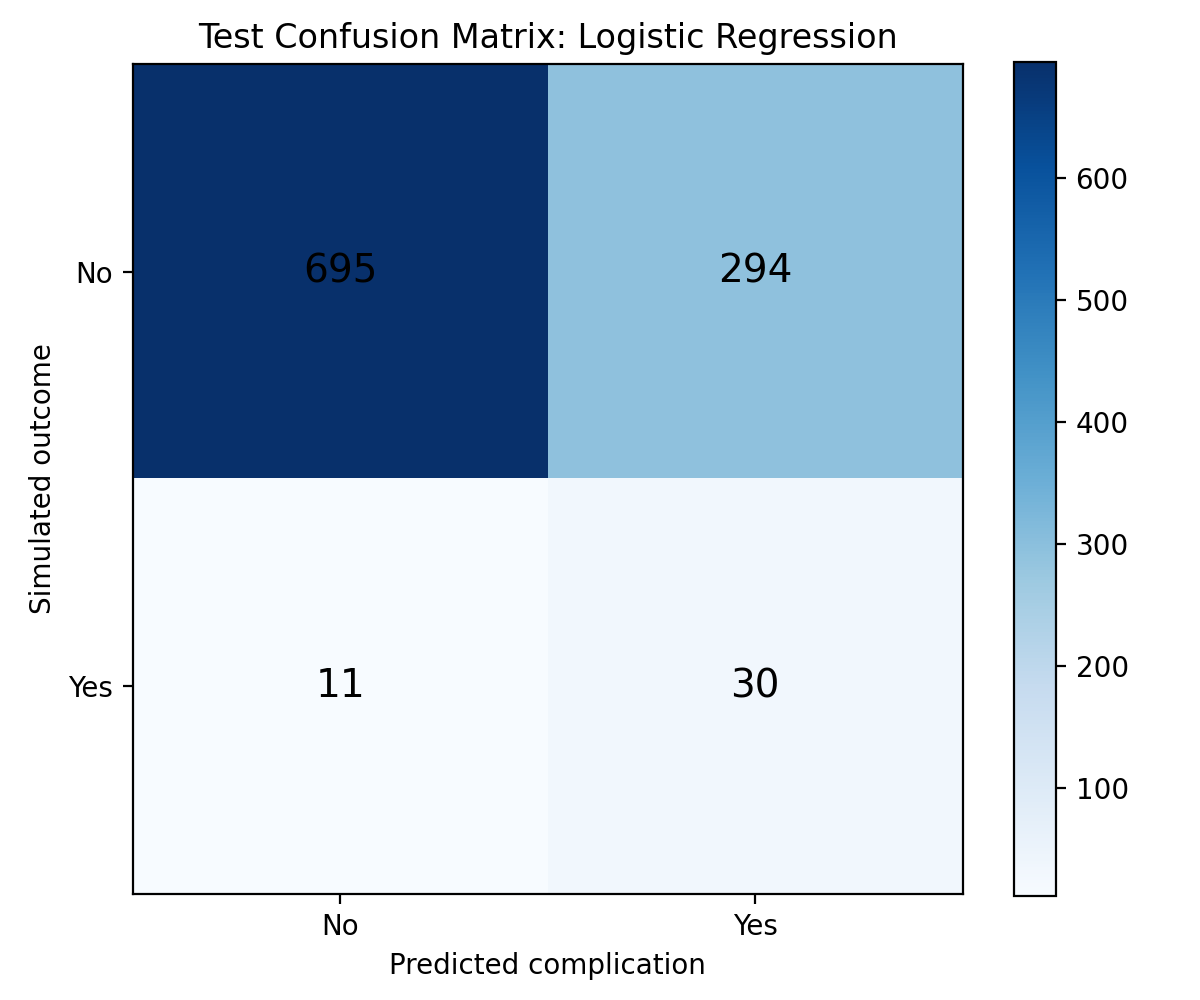 Test Confusion Matrix: Logistic Regression
695
294
No
11
30
Yes
Simulated outcome
No
Yes
Predicted complication
600
500
400
300
200
100